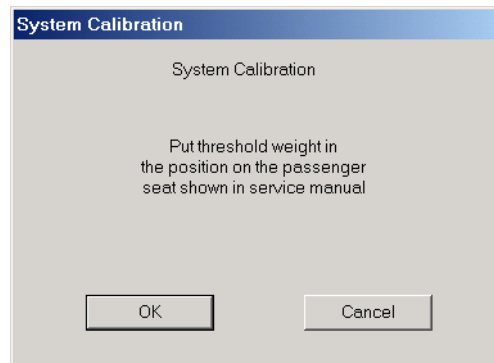 System Calibration
System Calibration
Put threshold weight in
the position on the passenger
seat shown in service manual
OK
Cancel